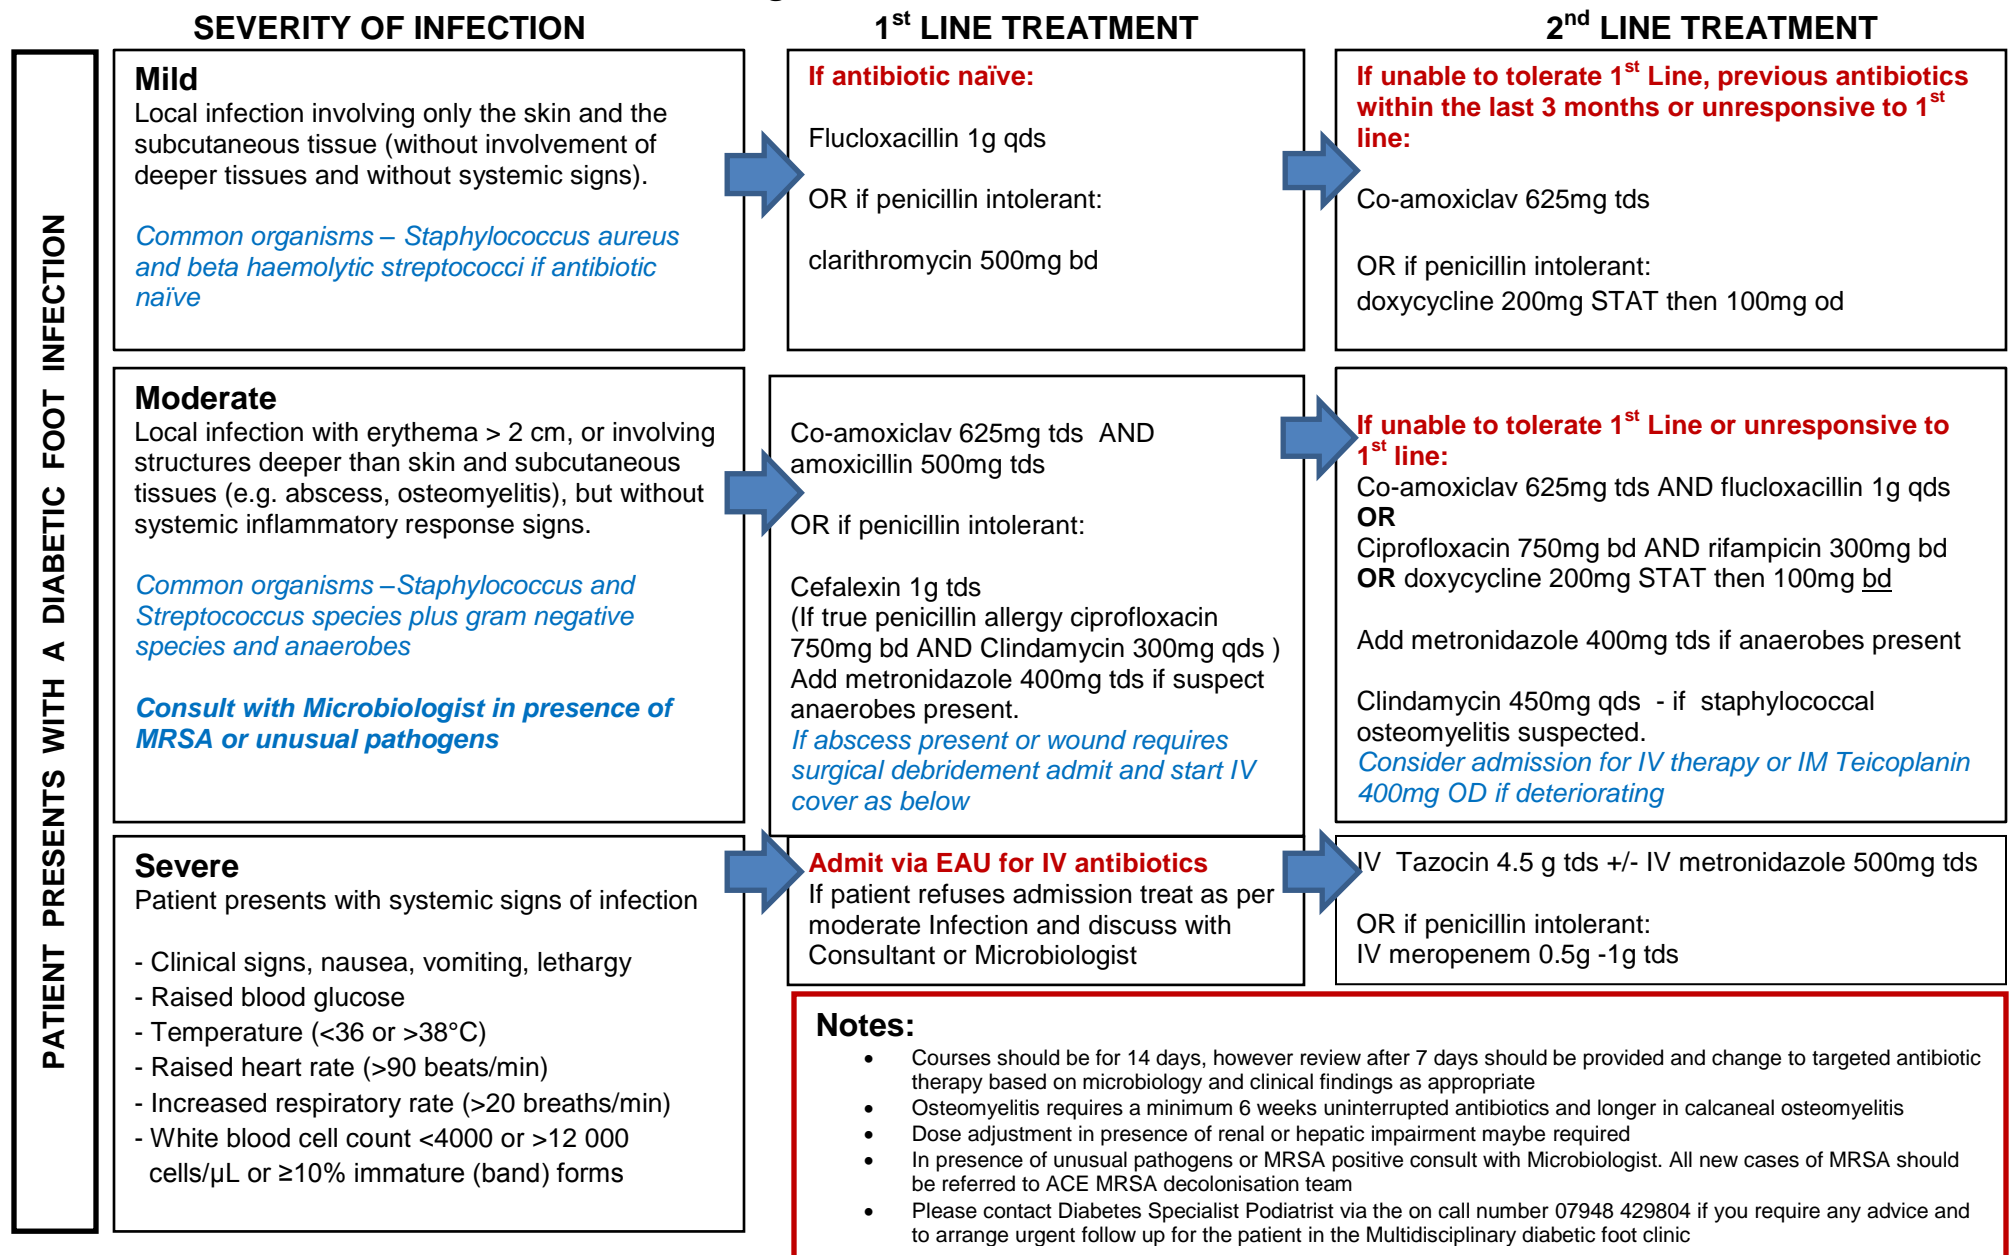 SEVERITY OF INFECTION
1st LINE TREATMENT
2nd LINE TREATMENT
PATIENT PRESENTS WITH A DIABETIC FOOT INFECTION
Mild
Local infection involving only the skin and the
subcutaneous tissue (without involvement of
deeper tissues and without systemic signs).
Common organisms – Staphylococcus aureus
and beta haemolytic streptococci if antibiotic
naïve
If antibiotic naïve:
Flucloxacillin 1g qds
OR if penicillin intolerant:
clarithromycin 500mg bd
If unable to tolerate 1st Line, previous antibiotics
within the last 3 months or unresponsive to 1st
line:
Co-amoxiclav 625mg tds
OR if penicillin intolerant:
doxycycline 200mg STAT then 100mg od
Moderate
Local infection with erythema > 2 cm, or involving
structures deeper than skin and subcutaneous
tissues (e.g. abscess, osteomyelitis), but without
systemic inflammatory response signs.
Common organisms –Staphylococcus and
Streptococcus species plus gram negative
species and anaerobes
Consult with Microbiologist in presence of
MRSA or unusual pathogens
Co-amoxiclav 625mg tds AND
amoxicillin 500mg tds
OR if penicillin intolerant:
Cefalexin 1g tds
(If true penicillin allergy ciprofloxacin
750mg bd AND Clindamycin 300mg qds )
Add metronidazole 400mg tds if suspect
anaerobes present.
If abscess present or wound requires
surgical debridement admit and start IV
cover as below
If unable to tolerate 1st Line or unresponsive to
1st line:
Co-amoxiclav 625mg tds AND flucloxacillin 1g qds
OR
Ciprofloxacin 750mg bd AND rifampicin 300mg bd
OR doxycycline 200mg STAT then 100mg bd
Add metronidazole 400mg tds if anaerobes present
Clindamycin 450mg qds - if staphylococcal
osteomyelitis suspected.
Consider admission for IV therapy or IM Teicoplanin
400mg OD if deteriorating
Severe
Patient presents with systemic signs of infection
- Clinical signs, nausea, vomiting, lethargy
- Raised blood glucose
- Temperature (<36 or >38°C)
- Raised heart rate (>90 beats/min)
- Increased respiratory rate (>20 breaths/min)
- White blood cell count <4000 or >12 000
cells/µL or ≥10% immature (band) forms
Admit via EAU for IV antibiotics
If patient refuses admission treat as per
moderate Infection and discuss with
Consultant or Microbiologist
IV Tazocin 4.5 g tds +/- IV metronidazole 500mg tds
OR if penicillin intolerant:
IV meropenem 0.5g -1g tds
Notes:
• Courses should be for 14 days, however review after 7 days should be provided and change to targeted antibiotic
therapy based on microbiology and clinical findings as appropriate
• Osteomyelitis requires a minimum 6 weeks uninterrupted antibiotics and longer in calcaneal osteomyelitis
• Dose adjustment in presence of renal or hepatic impairment maybe required
• In presence of unusual pathogens or MRSA positive consult with Microbiologist. All new cases of MRSA should
be referred to ACE MRSA decolonisation team
• Please contact Diabetes Specialist Podiatrist via the on call number 07948 429804 if you require any advice and
to arrange urgent follow up for the patient in the Multidisciplinary diabetic foot clinic